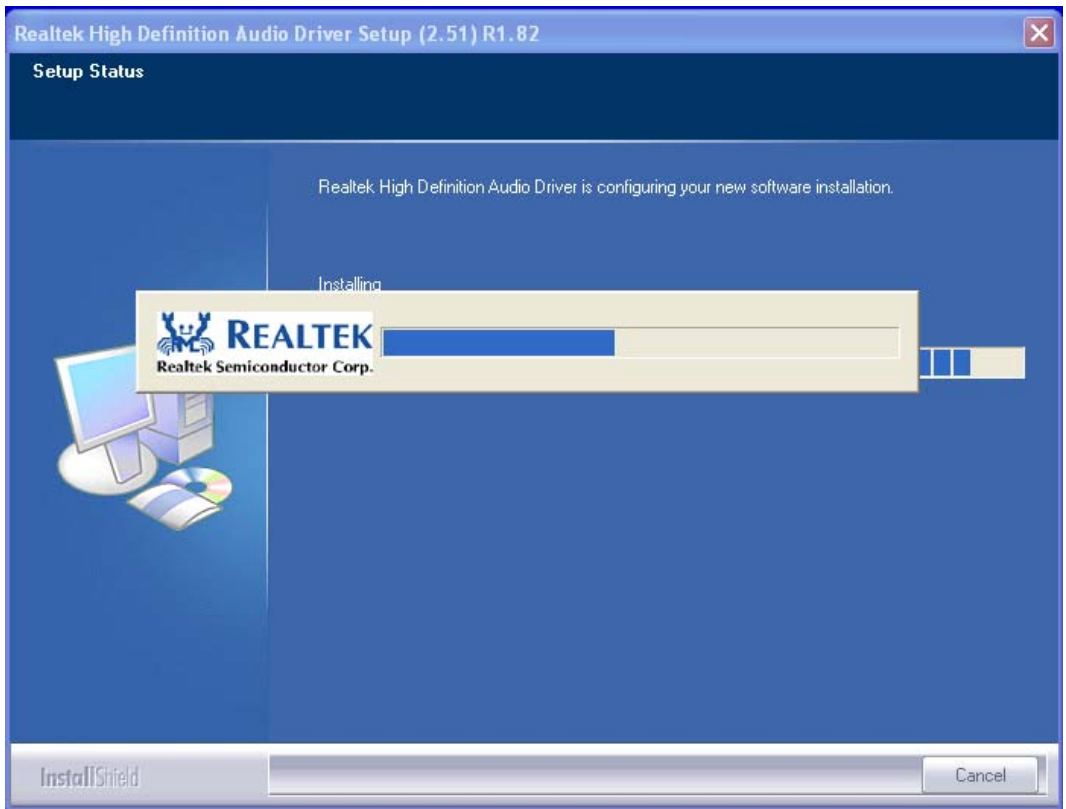 Realtek High Definition Audio Driver Setup (2.51) R1.82
Setup Status
Realtek High Definition Audio Driver is configuring your new software installation.
Installing
REALTEK
Realtek Semiconductor Corp.
InstallShield
Cancel